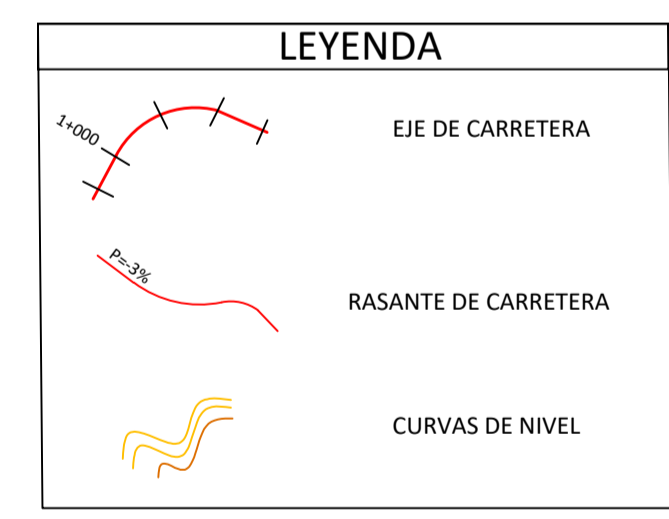 LEYENDA
1+000
EJE DE CARRETERA
P=-3%
RASANTE DE CARRETERA
CURVAS DE NIVEL